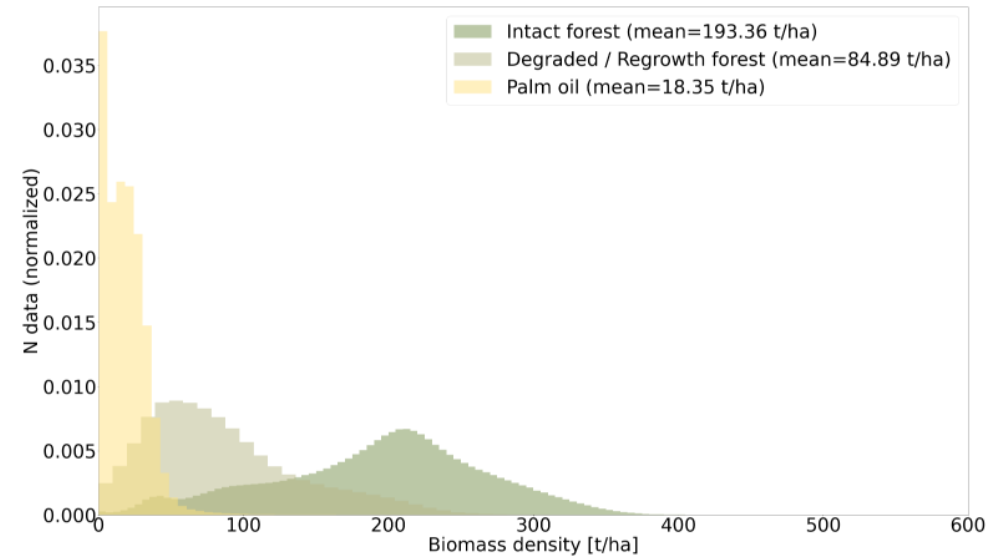 Intact forest (mean=193.36 t/ha)
Degraded / Regrowth forest (mean=84.89 t/ha)
Palm oil (mean=18.35 t/ha)
N data (normalized)
0.035
0.030
0.025
0.020
0.015
0.010
0.005
0.000
0 100 200 300 400 500 600
Biomass density [t/ha]